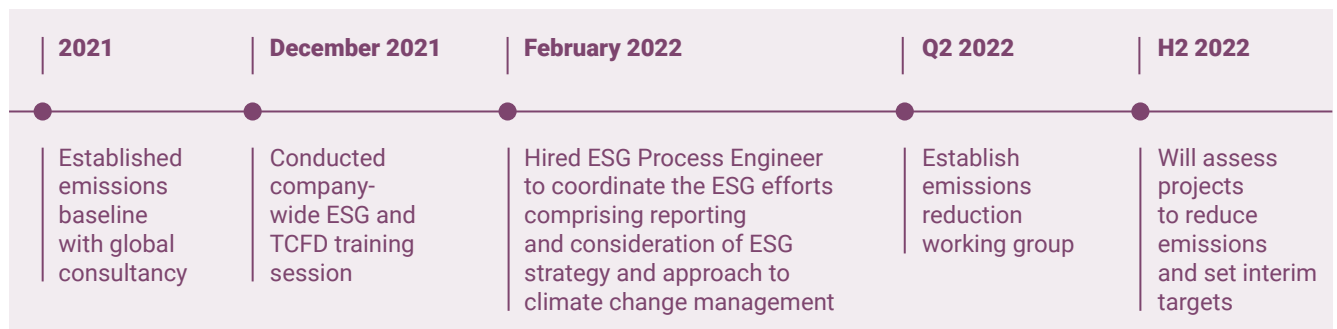 2021
Established
emissions
baseline
with global
consultancy
December 2021
Conducted
company-
wide ESG and
TCFD training
session
February 2022
Hired ESG Process Engineer
to coordinate the ESG efforts
comprising reporting
and consideration of ESG
strategy and approach to
climate change management
Q2 2022
Establish
emissions
reduction
working group
H2 2022
Will assess
projects
to reduce
emissions
and set interim
targets